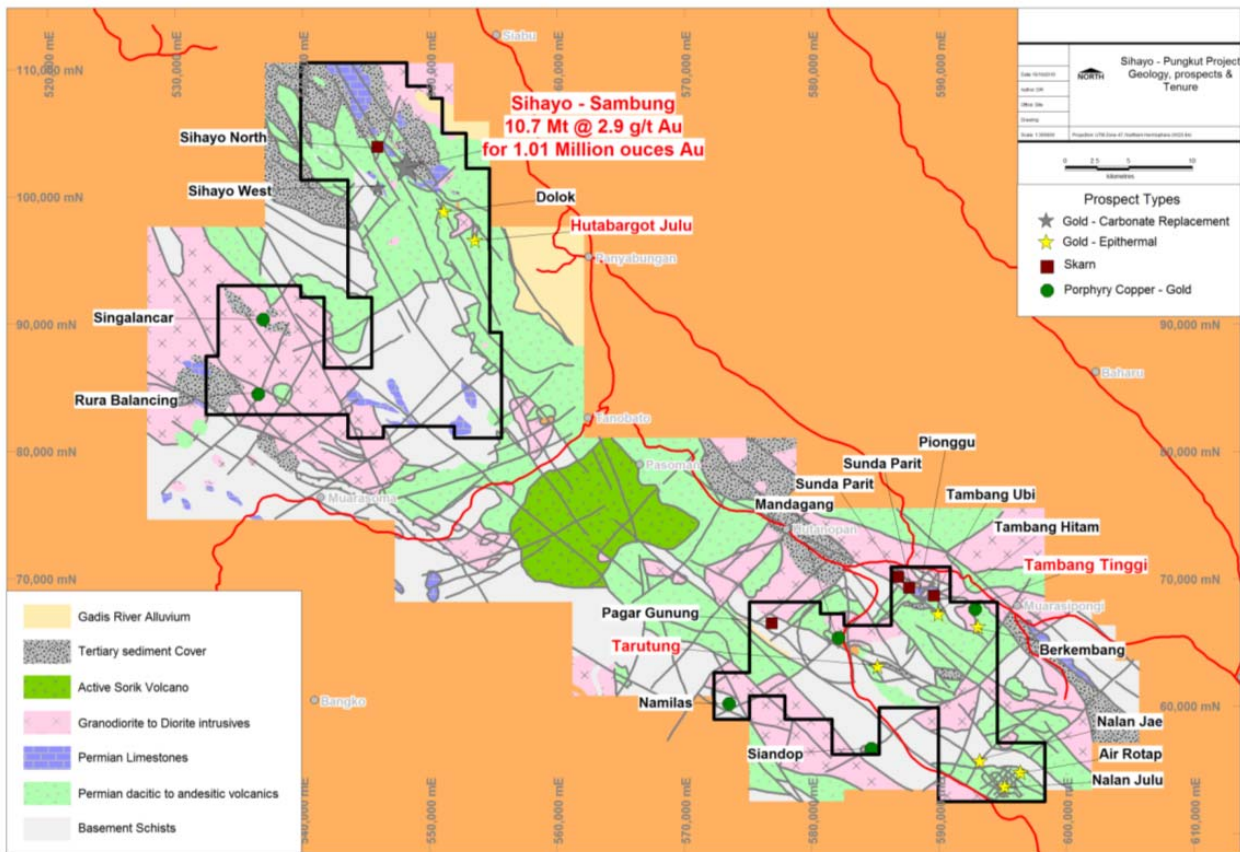 Sihayo - Pungkut Project
Geology, prospects &
Tenure
NORTH
0 2.5 5 10
kilometres
Prospect Types
Gold - Carbonate Replacement
Gold - Epithermal
Skarn
Porphyry Copper - Gold
520,000 mE
530,000 mE
560,000 mE
570,000 mE
580,000 mE
590,000 mE
110,000 mN
100,000 mN
90,000 mN
80,000 mN
70,000 mN
90,000 mN
80,000 mN
70,000 mN
60,000 mN
Siabu
Sihayo - Sambung
10.7 Mt @ 2.9 g/t Au
for 1.01 Million ouces Au
Sihayo North
Sihayo West
Dolok
Hutabargot Julu
Panyabungan
Singalancar
Rura Balancing
Baharu
Tanobato
Pasoman
Muarasoma
Pionggu
Sunda Parit
Sunda Parit
Mandagang
Hutanopan
Tambang Ubi
Tambang Hitam
Tambang Tinggi
Muarasipongi
Pagar Gunung
Tarutung
Berkembang
Bangko
Namilas
Siandop
Nalan Jae
Air Rotap
Nalan Julu
Gadis River Alluvium
Tertiary sediment Cover
Active Sorik Volcano
Granodiorite to Diorite intrusives
Permian Limestones
Permian dacitic to andesitic volcanics
Basement Schists
540,000 mE
550,000 mE
560,000 mE
570,000 mE
580,000 mE
590,000 mE
600,000 mE
610,000 mE